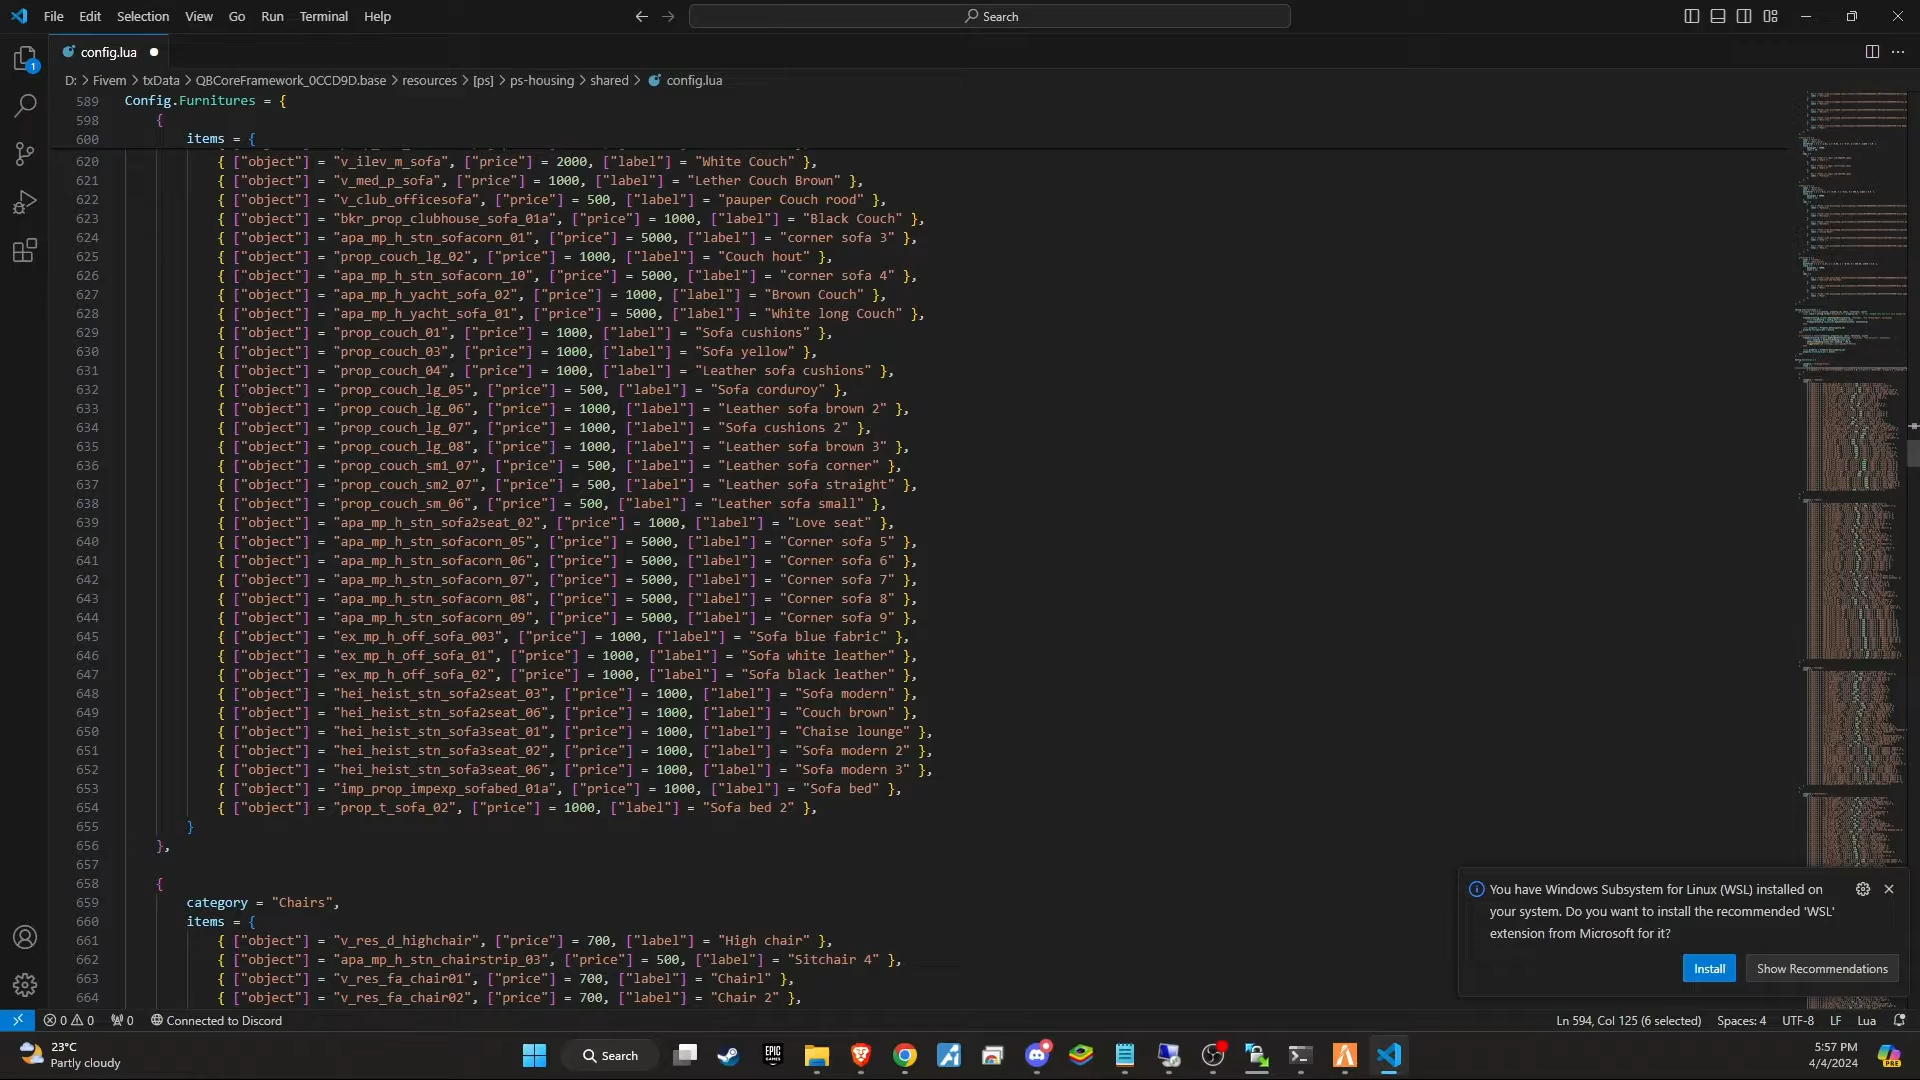 File Edit Selection View Go Run Terminal Help
Search
config.lua
D: > Fivem > txData > QBCoreFramework_0CCD9D.base > resources > [ps] > ps-housing > shared > config.lua
589 Config.Furnitures = {
598 {
600 items = {
620 { ["object"] = "v_ilev_m_sofa", ["price"] = 2000, ["label"] = "White Couch" },
621 { ["object"] = "v_med_p_sofa", ["price"] = 1000, ["label"] = "Lether Couch Brown" },
622 { ["object"] = "v_club_officesofa", ["price"] = 500, ["label"] = "pauper Couch rood" },
623 { ["object"] = "bkr_prop_clubhouse_sofa_01a", ["price"] = 1000, ["label"] = "Black Couch" },
624 { ["object"] = "apa_mp_h_stn_sofacorn_01", ["price"] = 5000, ["label"] = "corner sofa 3" },
625 { ["object"] = "prop_couch_lg_02", ["price"] = 1000, ["label"] = "Couch hout" },
626 { ["object"] = "apa_mp_h_stn_sofacorn_10", ["price"] = 5000, ["label"] = "corner sofa 4" },
627 { ["object"] = "apa_mp_h_yacht_sofa_02", ["price"] = 1000, ["label"] = "Brown Couch" },
628 { ["object"] = "apa_mp_h_yacht_sofa_01", ["price"] = 5000, ["label"] = "White long Couch" },
629 { ["object"] = "prop_couch_01", ["price"] = 1000, ["label"] = "Sofa cushions" },
630 { ["object"] = "prop_couch_03", ["price"] = 1000, ["label"] = "Sofa yellow" },
631 { ["object"] = "prop_couch_04", ["price"] = 1000, ["label"] = "Leather sofa cushions" },
632 { ["object"] = "prop_couch_lg_05", ["price"] = 500, ["label"] = "Sofa corduroy" },
633 { ["object"] = "prop_couch_lg_06", ["price"] = 1000, ["label"] = "Leather sofa brown 2" },
634 { ["object"] = "prop_couch_lg_07", ["price"] = 1000, ["label"] = "Sofa cushions 2" },
635 { ["object"] = "prop_couch_lg_08", ["price"] = 1000, ["label"] = "Leather sofa brown 3" },
636 { ["object"] = "prop_couch_sm1_07", ["price"] = 500, ["label"] = "Leather sofa corner" },
637 { ["object"] = "prop_couch_sm2_07", ["price"] = 500, ["label"] = "Leather sofa straight" },
638 { ["object"] = "prop_couch_sm_06", ["price"] = 500, ["label"] = "Leather sofa small" },
639 { ["object"] = "apa_mp_h_stn_sofa2seat_02", ["price"] = 1000, ["label"] = "Love seat" },
640 { ["object"] = "apa_mp_h_stn_sofacorn_05", ["price"] = 5000, ["label"] = "Corner sofa 5" },
641 { ["object"] = "apa_mp_h_stn_sofacorn_06", ["price"] = 5000, ["label"] = "Corner sofa 6" },
642 { ["object"] = "apa_mp_h_stn_sofacorn_07", ["price"] = 5000, ["label"] = "Corner sofa 7" },
643 { ["object"] = "apa_mp_h_stn_sofacorn_08", ["price"] = 5000, ["label"] = "Corner sofa 8" },
644 { ["object"] = "apa_mp_h_stn_sofacorn_09", ["price"] = 5000, ["label"] = "Corner sofa 9" },
645 { ["object"] = "ex_mp_h_off_sofa_003", ["price"] = 1000, ["label"] = "Sofa blue fabric" },
646 { ["object"] = "ex_mp_h_off_sofa_01", ["price"] = 1000, ["label"] = "Sofa white leather" },
647 { ["object"] = "ex_mp_h_off_sofa_02", ["price"] = 1000, ["label"] = "Sofa black leather" },
648 { ["object"] = "hei_heist_stn_sofa2seat_03", ["price"] = 1000, ["label"] = "Sofa modern" },
649 { ["object"] = "hei_heist_stn_sofa2seat_06", ["price"] = 1000, ["label"] = "Couch brown" },
650 { ["object"] = "hei_heist_stn_sofa3seat_01", ["price"] = 1000, ["label"] = "Chaise lounge" },
651 { ["object"] = "hei_heist_stn_sofa3seat_02", ["price"] = 1000, ["label"] = "Sofa modern 2" },
652 { ["object"] = "hei_heist_stn_sofa3seat_06", ["price"] = 1000, ["label"] = "Sofa modern 3" },
653 { ["object"] = "imp_prop_impexp_sofabed_01a", ["price"] = 1000, ["label"] = "Sofa bed" },
654 { ["object"] = "prop_t_sofa_02", ["price"] = 1000, ["label"] = "Sofa bed 2" },
655 }
656 },
657
658 {
659 category = "Chairs",
660 items = {
661 { ["object"] = "v_res_d_highchair", ["price"] = 700, ["label"] = "High chair" },
662 { ["object"] = "apa_mp_h_stn_chairstrip_03", ["price"] = 500, ["label"] = "Sitchair 4" },
663 { ["object"] = "v_res_fa_chair01", ["price"] = 700, ["label"] = "Chairl" },
664 { ["object"] = "v_res_fa_chair02", ["price"] = 700, ["label"] = "Chair 2" },
You have Windows Subsystem for Linux (WSL) installed on
your system. Do you want to install the recommended 'WSL'
extension from Microsoft for it?
Install Show Recommendations
0 0 0 Connected to Discord
Ln 594, Col 125 (6 selected) Spaces: 4 UTF-8 LF Lua
23°C
Partly cloudy
Search
EPIC GAMES
5:57 PM
4/4/2024
PRE
1